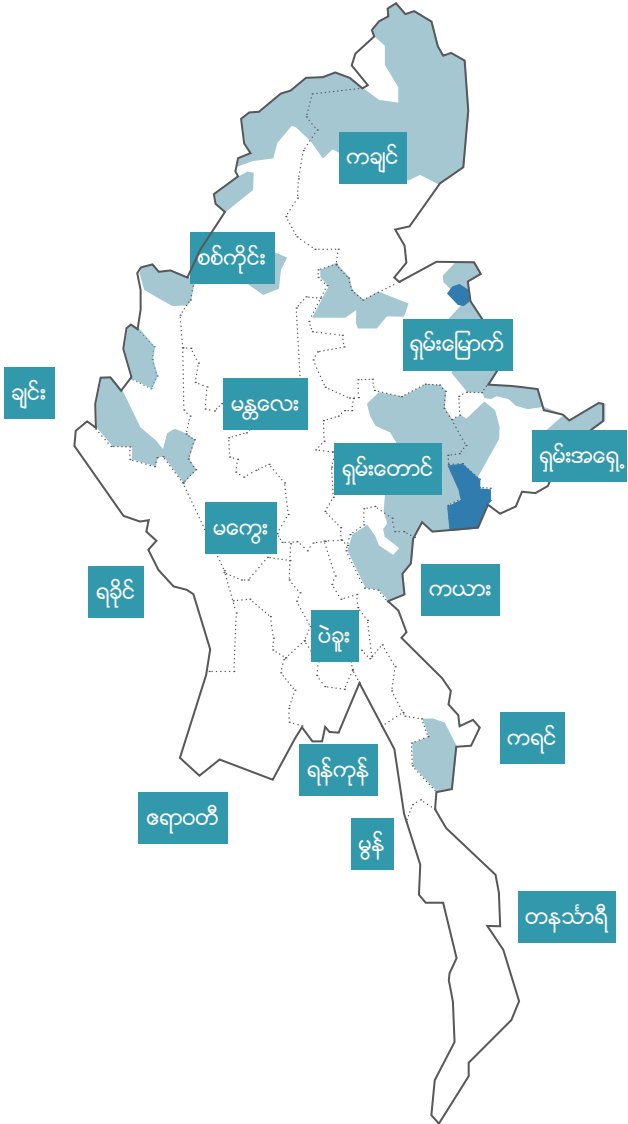 ကချင်
စစ်ကိုင်း
ရှမ်းမြောက်
ချင်း
မန္တလေး
ရှမ်းတောင်
ရှမ်းအရှေ့
မကွေး
ရခိုင်
ကယား
ပဲခူး
ကရင်
ရန်ကုန်
ဧရာဝတီ
မွန်
တနင်္သာရီ